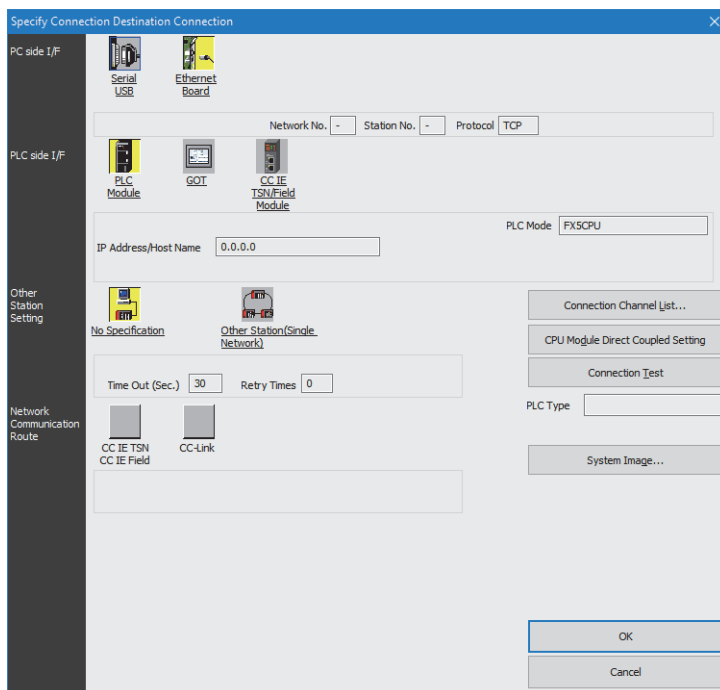 Specify Connection Destination Connection
PC side I/F
Serial
USB
Ethernet
Board
Network No. - Station No. - Protocol TCP
PLC side I/F
PLC
Module
GOT
CC IE
TSN/Field
Module
PLC Mode FX5CPU
IP Address/Host Name 0.0.0.0
Other
Station
Setting
No Specification
Other Station(Single
Network)
Connection Channel List...
CPU Module Direct Coupled Setting
Connection Test
Time Out (Sec.) 30 Retry Times 0
PLC Type
Network
Communication
Route
CC IE TSN
CC IE Field
CC-Link
System Image...
OK
Cancel